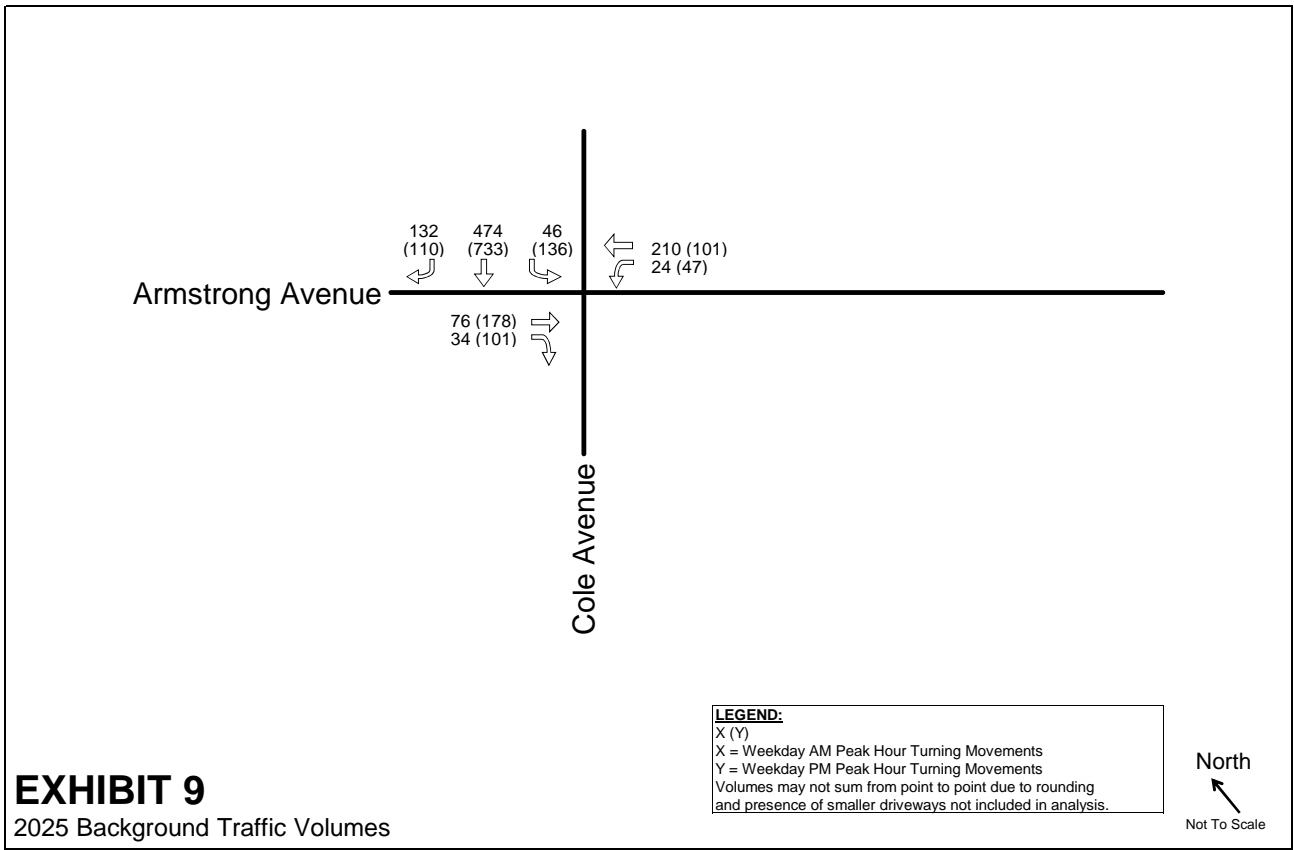 132 474 46
(110) (733) (136)
210 (101)
24 (47)
Armstrong Avenue
76 (178)
34 (101)
Cole Avenue
LEGEND:
X (Y)
X = Weekday AM Peak Hour Turning Movements
Y = Weekday PM Peak Hour Turning Movements
Volumes may not sum from point to point due to rounding
and presence of smaller driveways not included in analysis.
North
Not To Scale
EXHIBIT 9
2025 Background Traffic Volumes